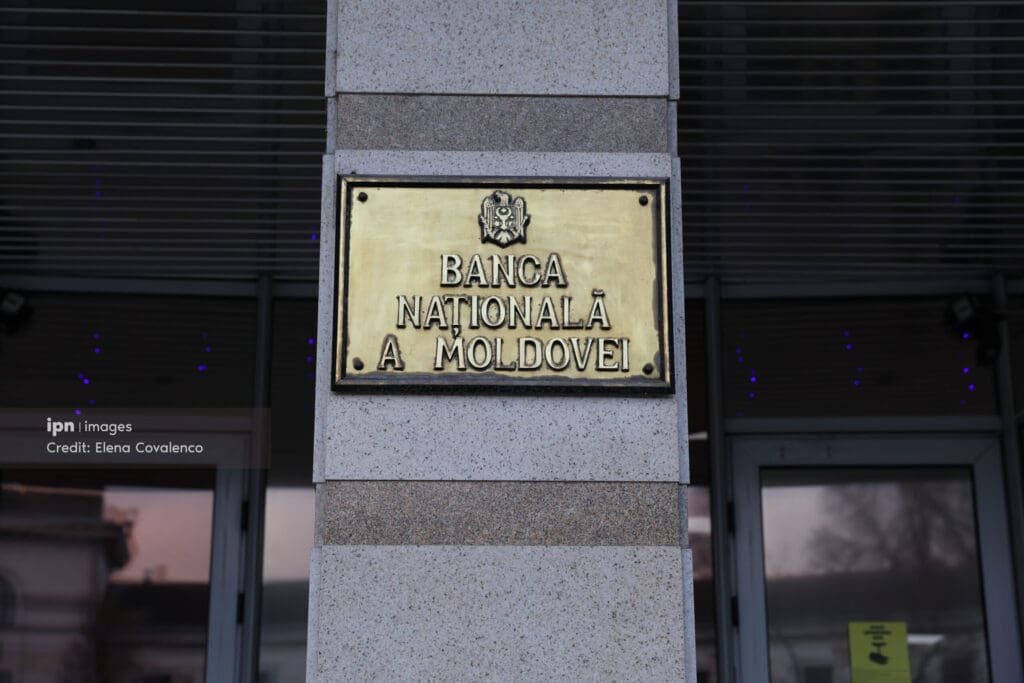 BANCA
NAȚIONALĂ
A MOLDOVEI
ipn | images
Credit: Elena Covalenco